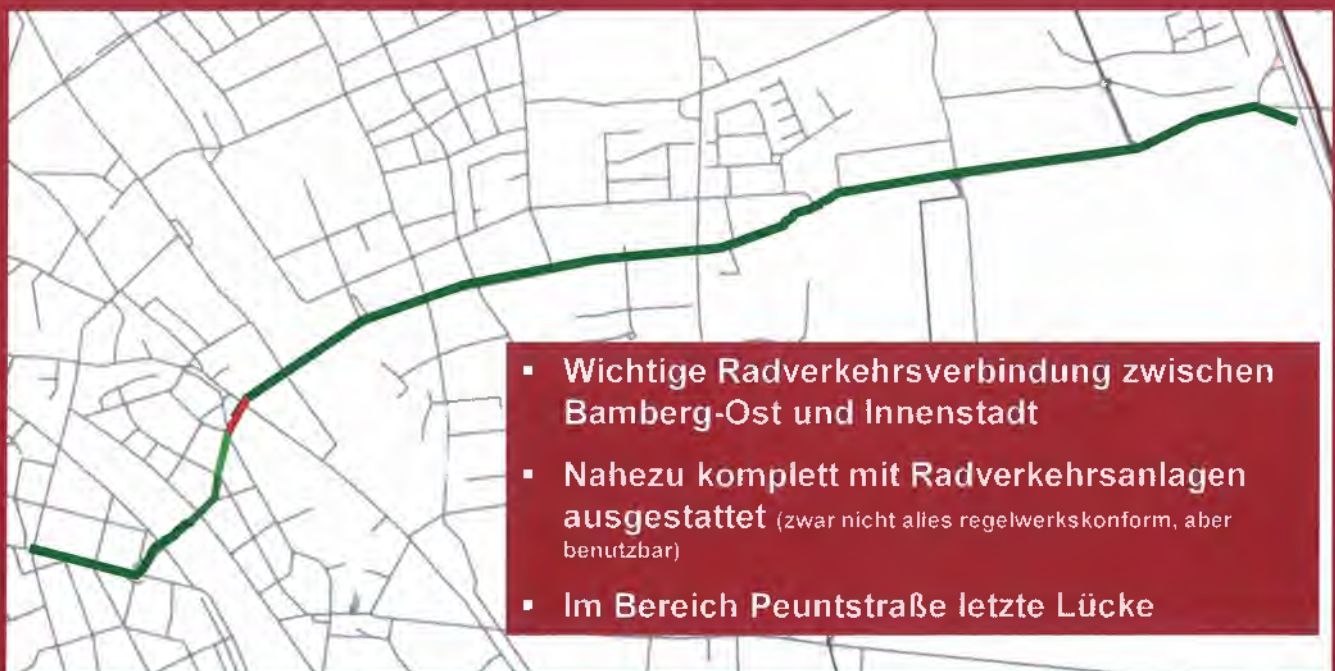 ▪ Wichtige Radverkehrsverbindung zwischen
Bamberg-Ost und Innenstadt
▪ Nahezu komplett mit Radverkehrsanlagen
ausgestattet (zwar nicht alles regelwerkskonform, aber
benutzbar)
▪ Im Bereich Peuntstraße letzte Lücke